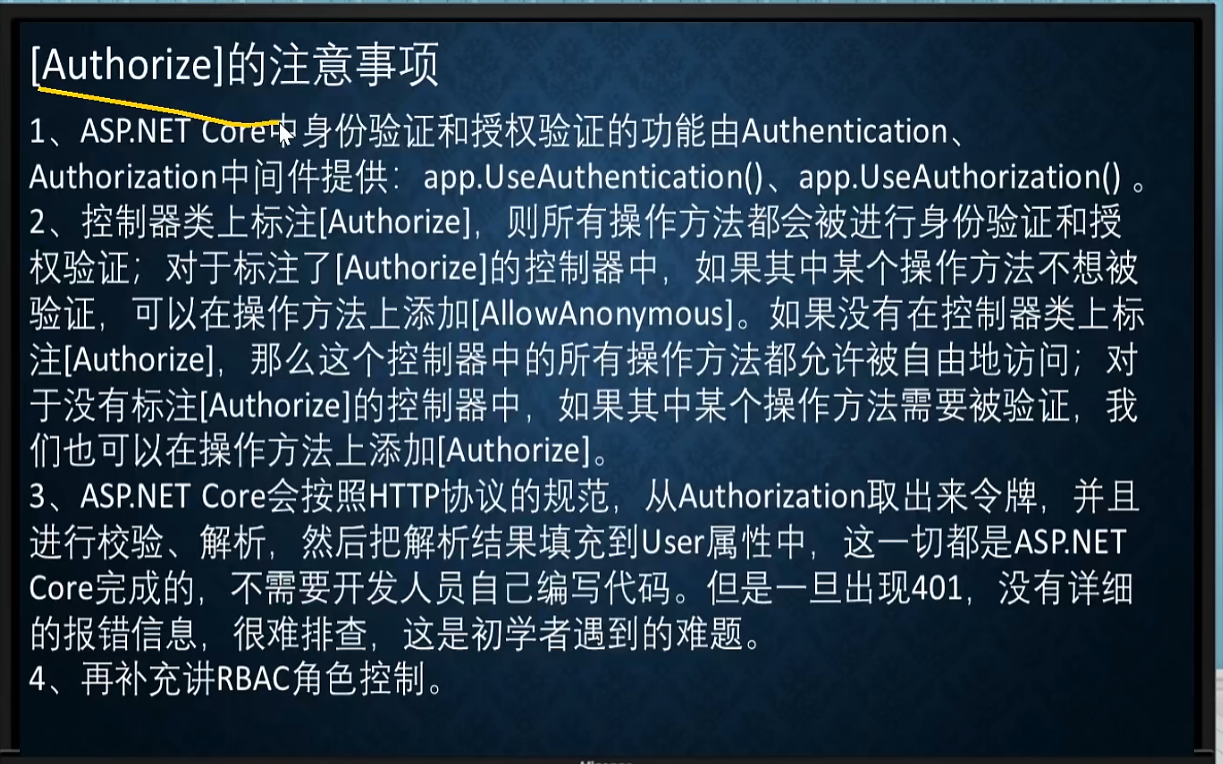 [Authorize]的注意事项
1、ASP.NET Core中身份验证和授权验证的功能由Authentication、
Authorization中间件提供：app.UseAuthentication()、app.UseAuthorization() 。
2、控制器类上标注[Authorize]，则所有操作方法都会被进行身份验证和授
权验证；对于标注了[Authorize]的控制器中，如果其中某个操作方法不想被
验证，可以在操作方法上添加[AllowAnonymous]。如果没有在控制器类上标
注[Authorize]，那么这个控制器中的所有操作方法都允许被自由地访问；对
于没有标注[Authorize]的控制器中，如果其中某个操作方法需要被验证，我
们也可以在操作方法上添加[Authorize]。
3、ASP.NET Core会按照HTTP协议的规范，从Authorization取出来令牌，并且
进行校验、解析，然后把解析结果填充到User属性中，这一切都是ASP.NET
Core完成的，不需要开发人员自己编写代码。但是一旦出现401，没有详细
的报错信息，很难排查，这是初学者遇到的难题。
4、再补充讲RBAC角色控制。